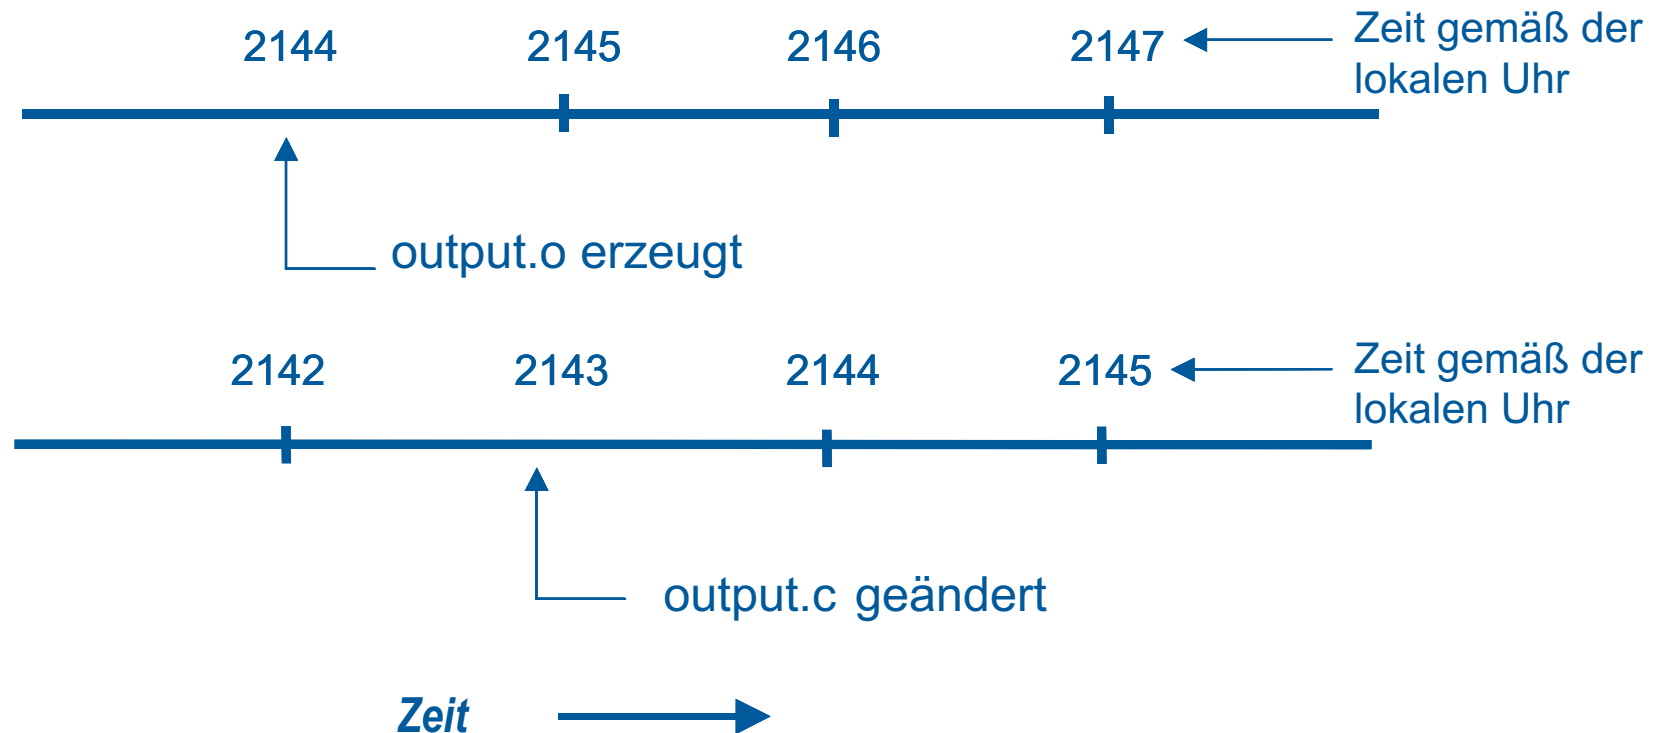 2144 2145 2146 2147 Zeit gemäß der
lokalen Uhr
output.o erzeugt
2142 2143 2144 2145 Zeit gemäß der
lokalen Uhr
output.c geändert
Zeit